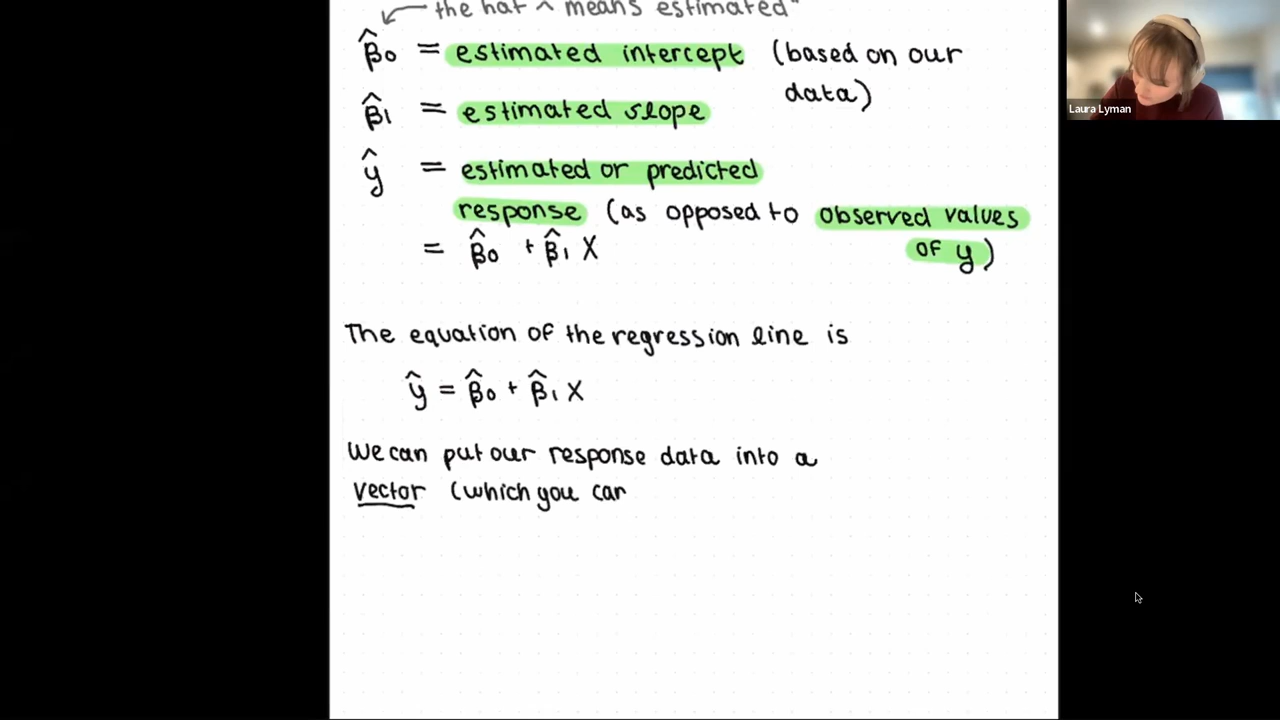 the hat ^ means "estimated"
β̂0 = estimated intercept (based on our
data)
β̂1 = estimated slope
ŷ = estimated or predicted
response (as opposed to observed values
of y)
= β̂0 + β̂1 X
The equation of the regression line is
ŷ = β̂0 + β̂1 X
We can put our response data into a
vector (which you can
Laura Lyman